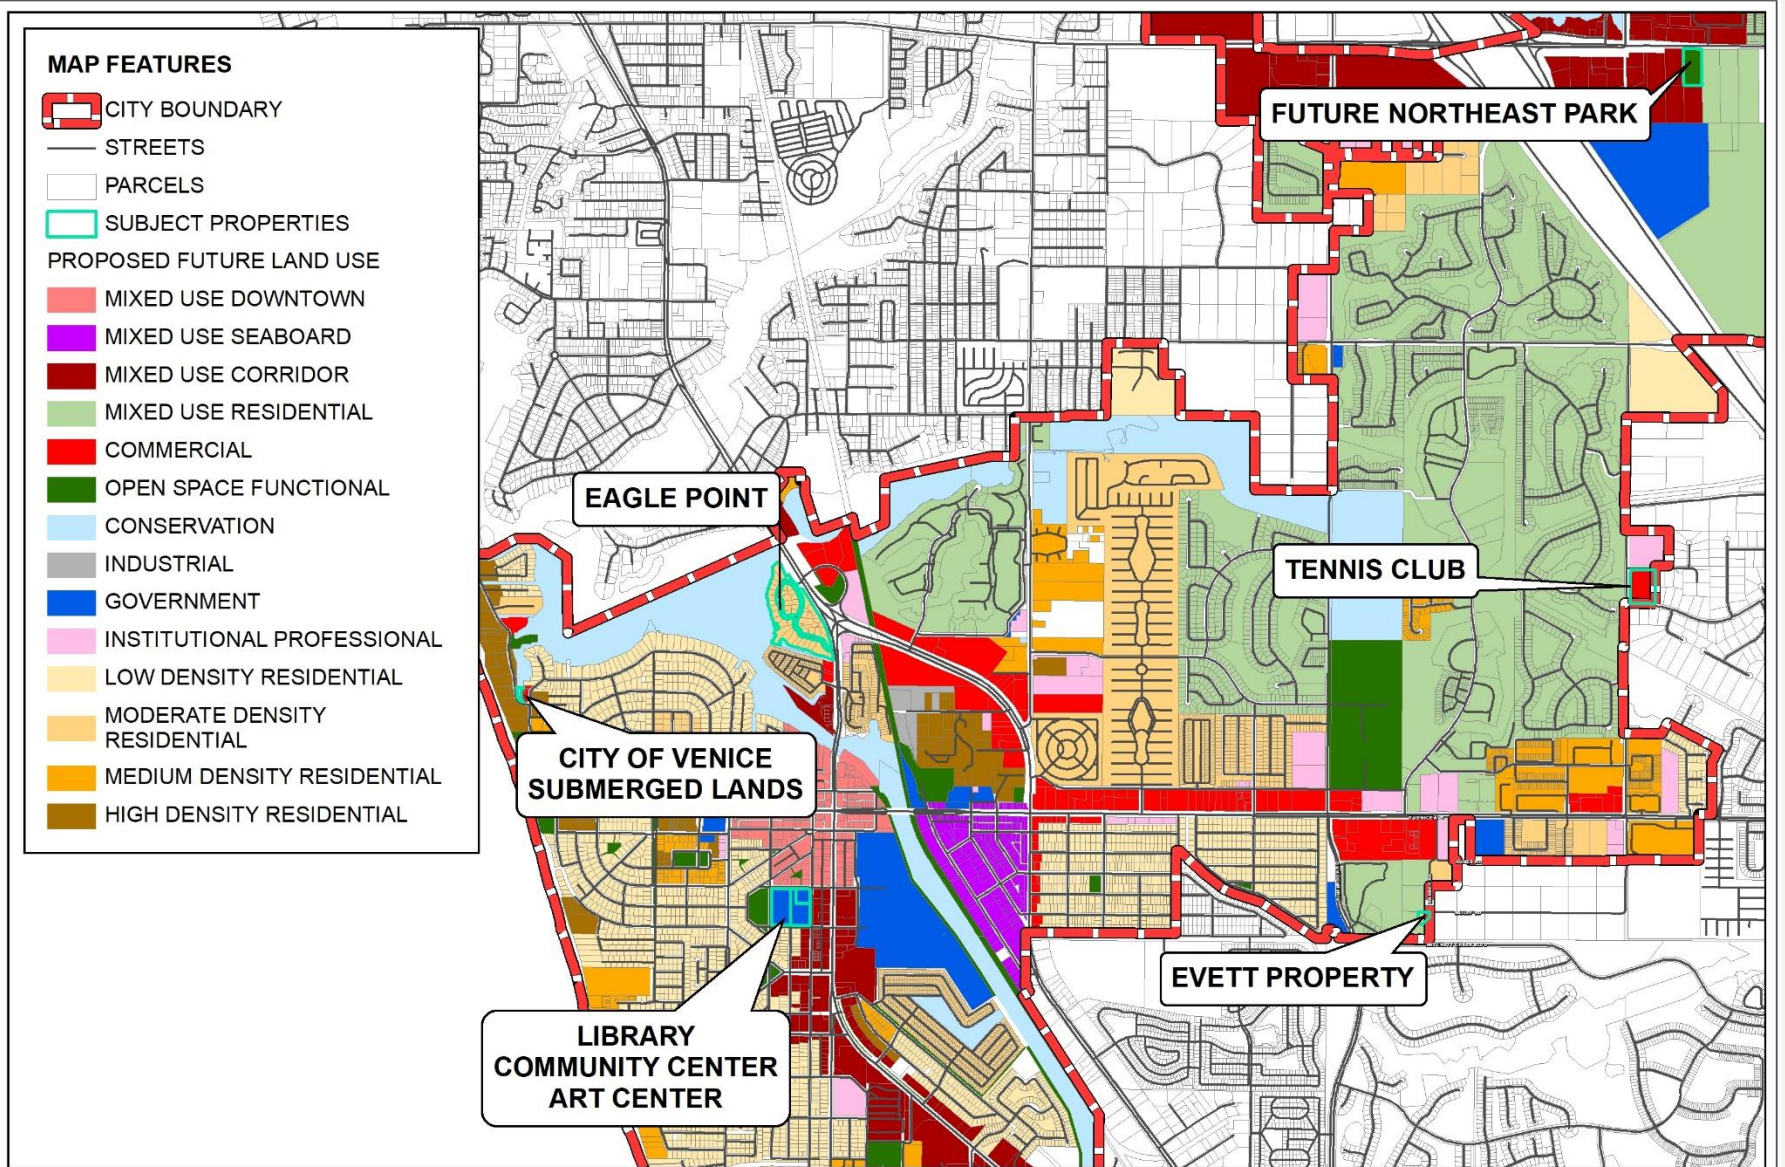 MAP FEATURES
CITY BOUNDARY
STREETS
PARCELS
SUBJECT PROPERTIES
PROPOSED FUTURE LAND USE
MIXED USE DOWNTOWN
MIXED USE SEABOARD
MIXED USE CORRIDOR
MIXED USE RESIDENTIAL
COMMERCIAL
OPEN SPACE FUNCTIONAL
CONSERVATION
INDUSTRIAL
GOVERNMENT
INSTITUTIONAL PROFESSIONAL
LOW DENSITY RESIDENTIAL
MODERATE DENSITY
RESIDENTIAL
MEDIUM DENSITY RESIDENTIAL
HIGH DENSITY RESIDENTIAL
FUTURE NORTHEAST PARK
EAGLE POINT
TENNIS CLUB
CITY OF VENICE
SUBMERGED LANDS
EVETT PROPERTY
LIBRARY
COMMUNITY CENTER
ART CENTER